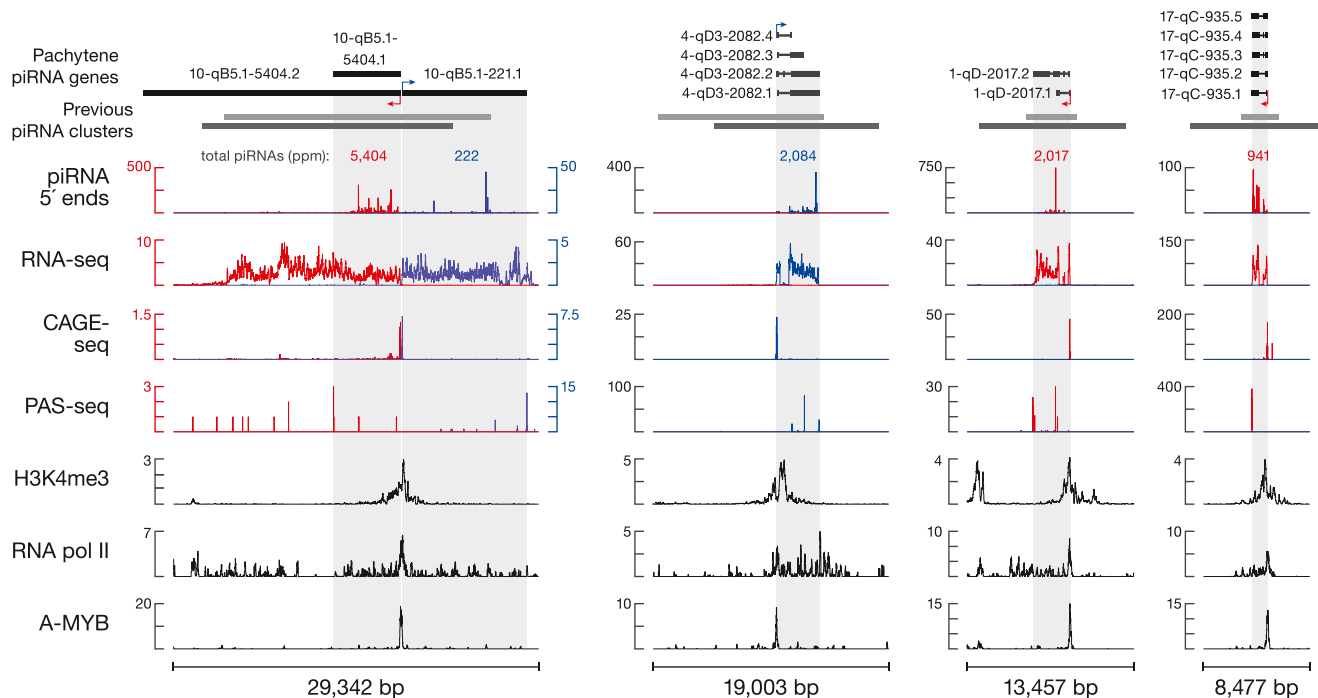 Pachytene
piRNA genes
Previous
piRNA clusters
10-qB5.1-
5404.1
10-qB5.1-5404.2
10-qB5.1-221.1
4-qD3-2082.4
4-qD3-2082.3
4-qD3-2082.2
4-qD3-2082.1
1-qD-2017.2
1-qD-2017.1
17-qC-935.5
17-qC-935.4
17-qC-935.3
17-qC-935.2
17-qC-935.1
total piRNAs (ppm): 5,404 222 2,084 2,017 941
piRNA
5′ ends
500 50 400 750 100
RNA-seq
10 5 60 40 150
CAGE-
seq
1.5 7.5 25 50 200
PAS-seq
3 15 100 30 400
H3K4me3
3 5 4 4
RNA pol II
7 5 10 10
A-MYB
20 10 15 15
29,342 bp 19,003 bp 13,457 bp 8,477 bp